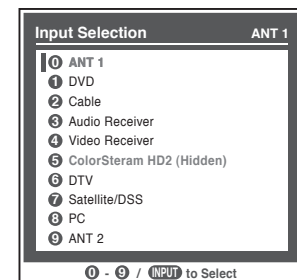 Input Selection ANT 1
0 ANT 1
1 DVD
2 Cable
3 Audio Receiver
4 Video Receiver
5 ColorSteram HD2 (Hidden)
6 DTV
7 Satellite/DSS
8 PC
9 ANT 2
0 - 9 / INPUT to Select